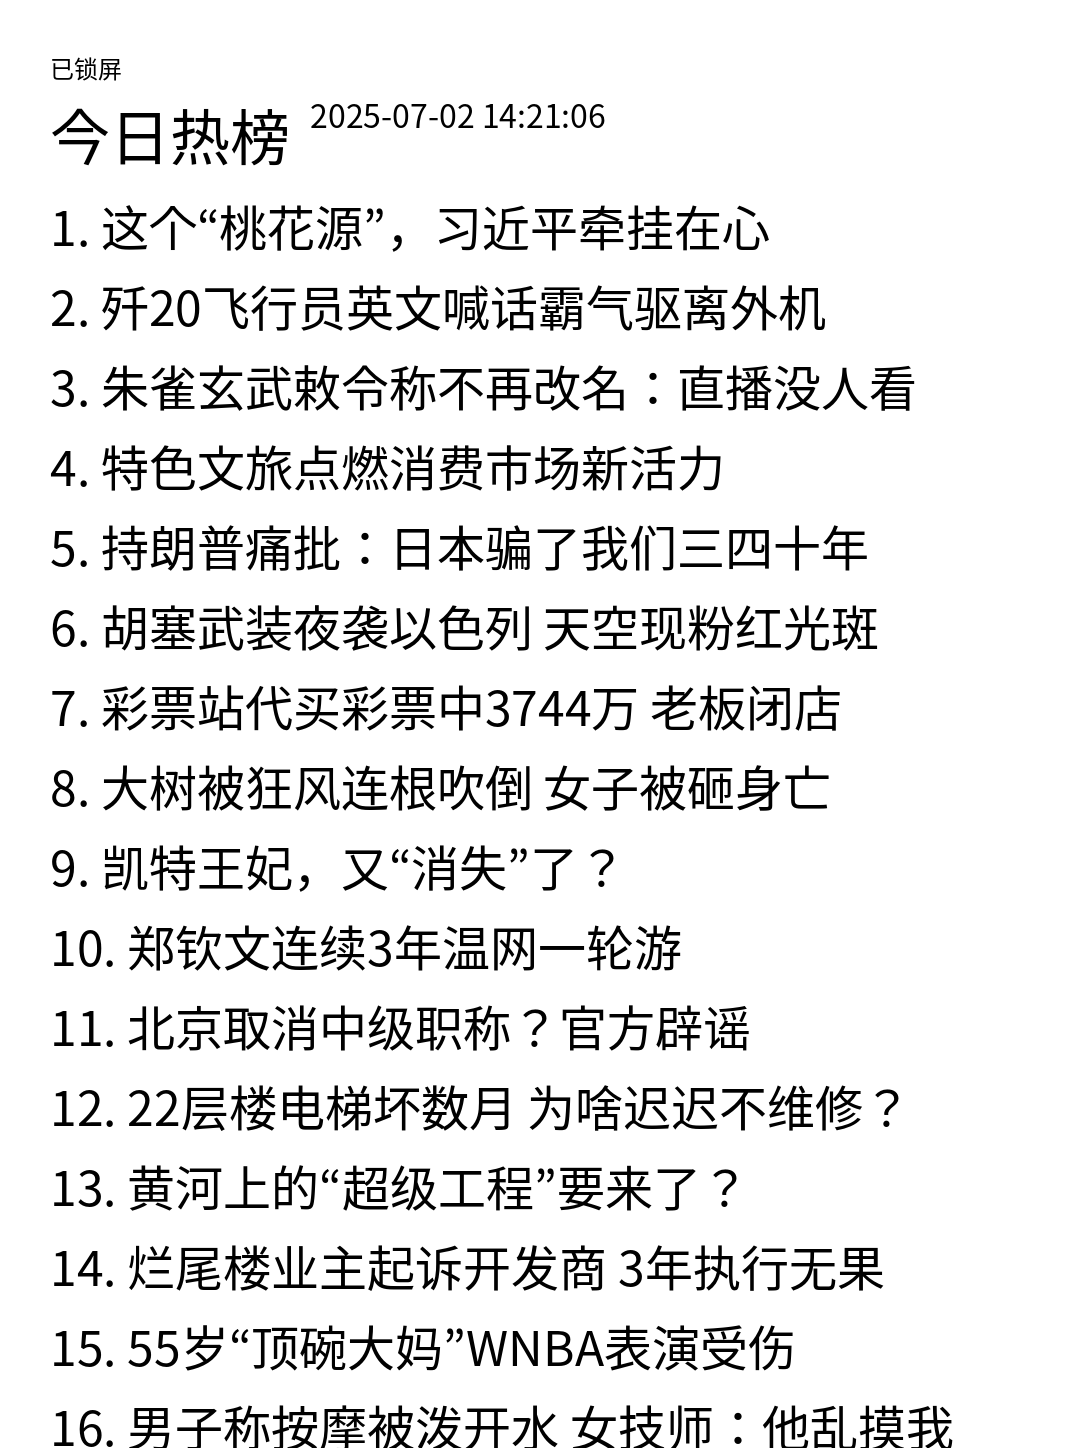 已锁屏
今日热榜 2025-07-02 14:21:06
1. 这个“桃花源”，习近平牵挂在心
2. 歼20飞行员英文喊话霸气驱离外机
3. 朱雀玄武敕令称不再改名：直播没人看
4. 特色文旅点燃消费市场新活力
5. 持朗普痛批：日本骗了我们三四十年
6. 胡塞武装夜袭以色列 天空现粉红光斑
7. 彩票站代买彩票中3744万 老板闭店
8. 大树被狂风连根吹倒 女子被砸身亡
9. 凯特王妃，又“消失”了？
10. 郑钦文连续3年温网一轮游
11. 北京取消中级职称？官方辟谣
12. 22层楼电梯坏数月 为啥迟迟不维修？
13. 黄河上的“超级工程”要来了？
14. 烂尾楼业主起诉开发商 3年执行无果
15. 55岁“顶碗大妈”WNBA表演受伤
16. 男子称按摩被泼开水 女技师：他乱摸我